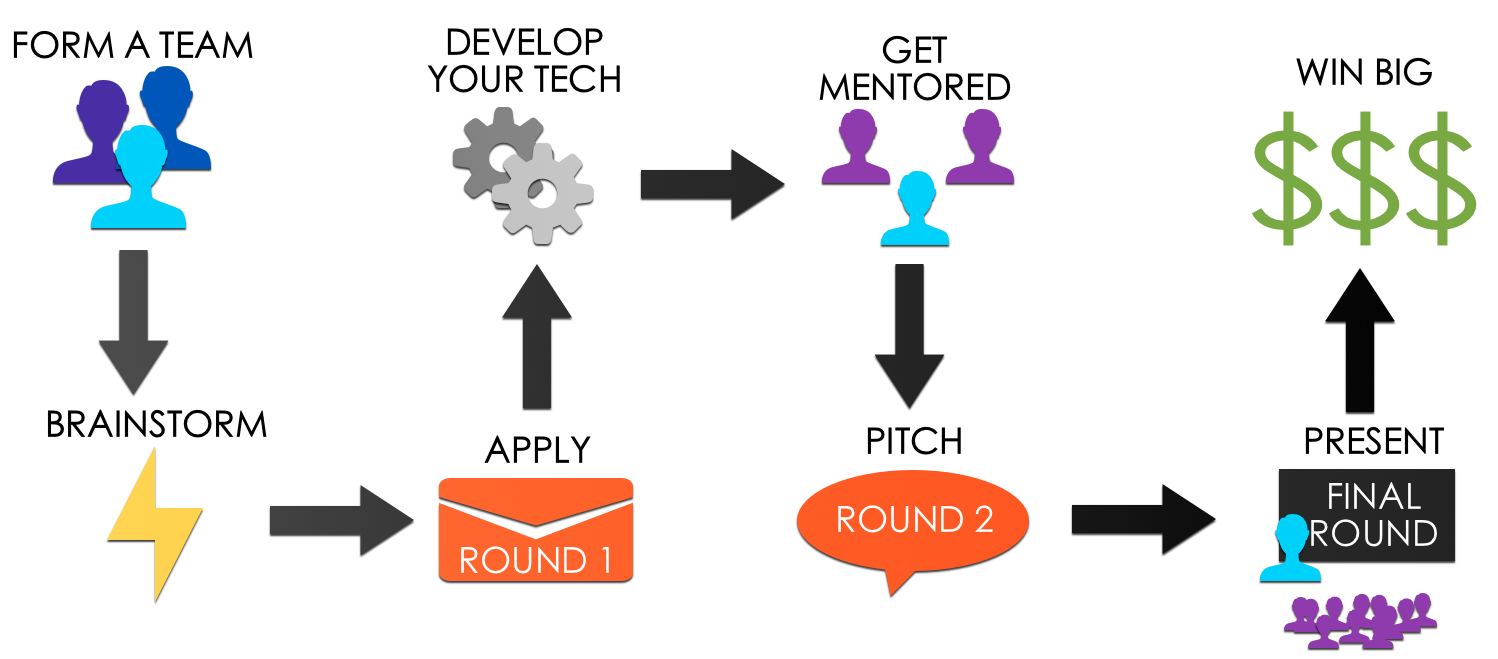 FORM A TEAM
BRAINSTORM
APPLY
ROUND 1
DEVELOP
YOUR TECH
GET
MENTORED
PITCH
ROUND 2
PRESENT
FINAL
ROUND
WIN BIG
$$$